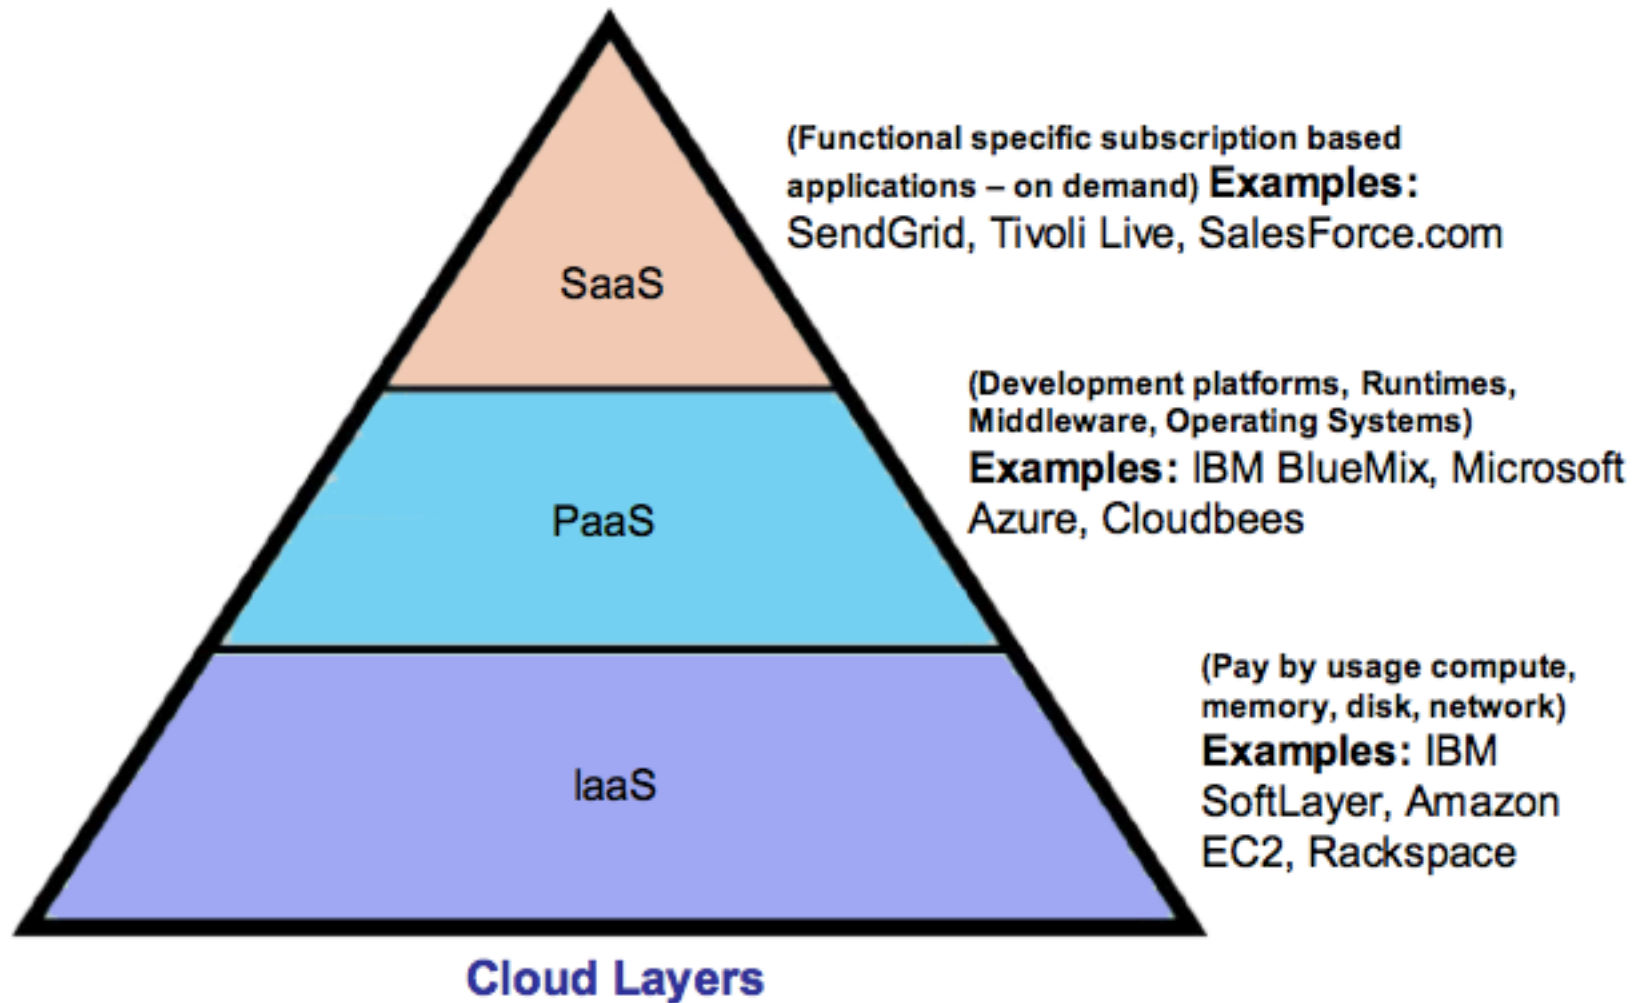 (Functional specific subscription based
applications – on demand) Examples:
SendGrid, Tivoli Live, SalesForce.com
SaaS
(Development platforms, Runtimes,
Middleware, Operating Systems)
Examples: IBM BlueMix, Microsoft
Azure, Cloudbees
PaaS
(Pay by usage compute,
memory, disk, network)
Examples: IBM
SoftLayer, Amazon
EC2, Rackspace
IaaS
Cloud Layers